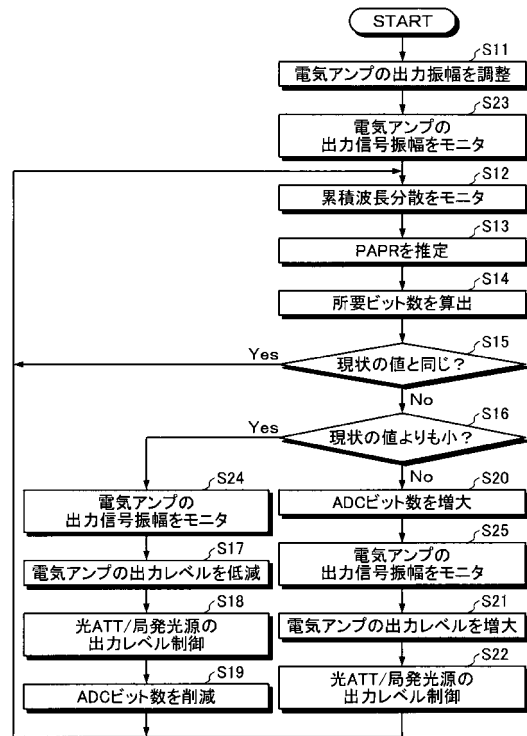 START
S11
電気アンプの出力振幅を調整
S23
電気アンプの
出力信号振幅をモニタ
S12
累積波長分散をモニタ
S13
PAPRを推定
S14
所要ビット数を算出
S15
Yes
現状の値と同じ?
No
S16
Yes
現状の値よりも小?
No
S24
電気アンプの
出力信号振幅をモニタ
S17
電気アンプの出力レベルを低減
S18
光ATT/局発光源の
出力レベル制御
S19
ADCビット数を削減
S20
ADCビット数を増大
S25
電気アンプの
出力信号振幅をモニタ
S21
電気アンプの出力レベルを増大
S22
光ATT/局発光源の
出力レベル制御